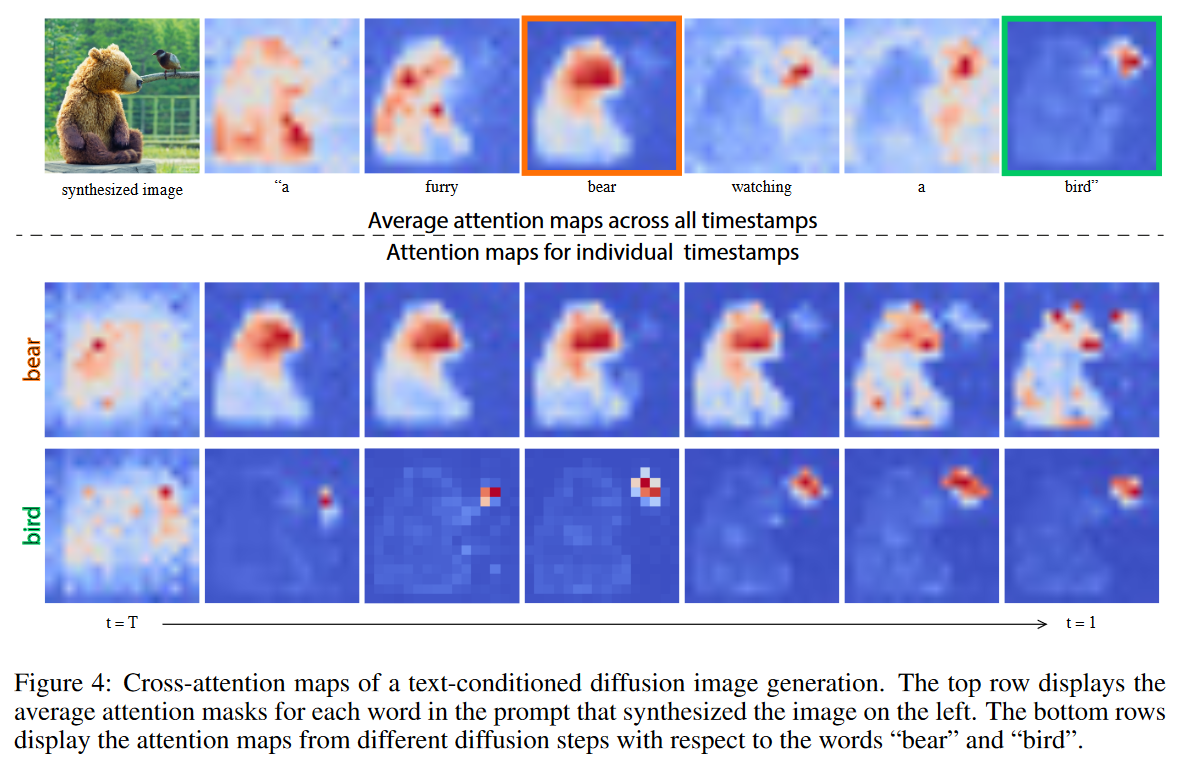 synthesized image “a furry bear watching a bird”
Average attention maps across all timestamps
Attention maps for individual timestamps
bear
bird
t = T t = 1
Figure 4: Cross-attention maps of a text-conditioned diffusion image generation. The top row displays the
average attention masks for each word in the prompt that synthesized the image on the left. The bottom rows
display the attention maps from different diffusion steps with respect to the words “bear” and “bird”.